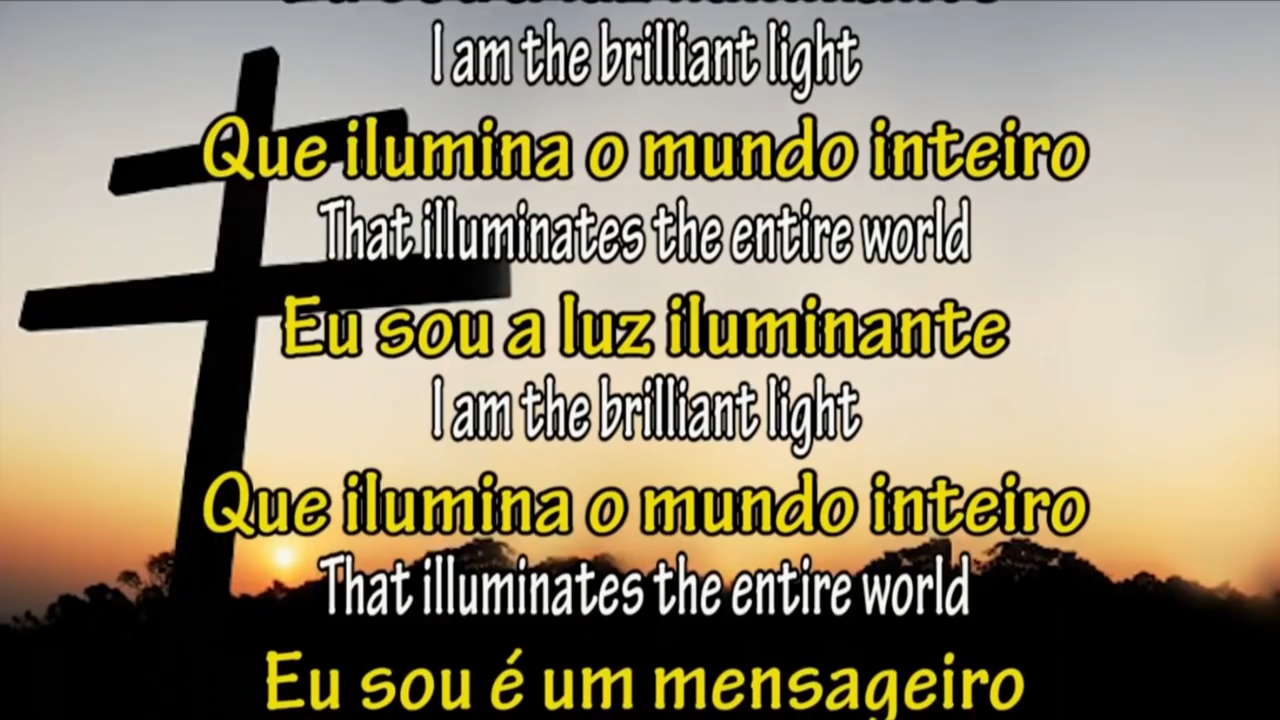 I am the brilliant light
Que ilumina o mundo inteiro
That illuminates the entire world
Eu sou a luz iluminante
I am the brilliant light
Que ilumina o mundo inteiro
That illuminates the entire world
Eu sou é um mensageiro